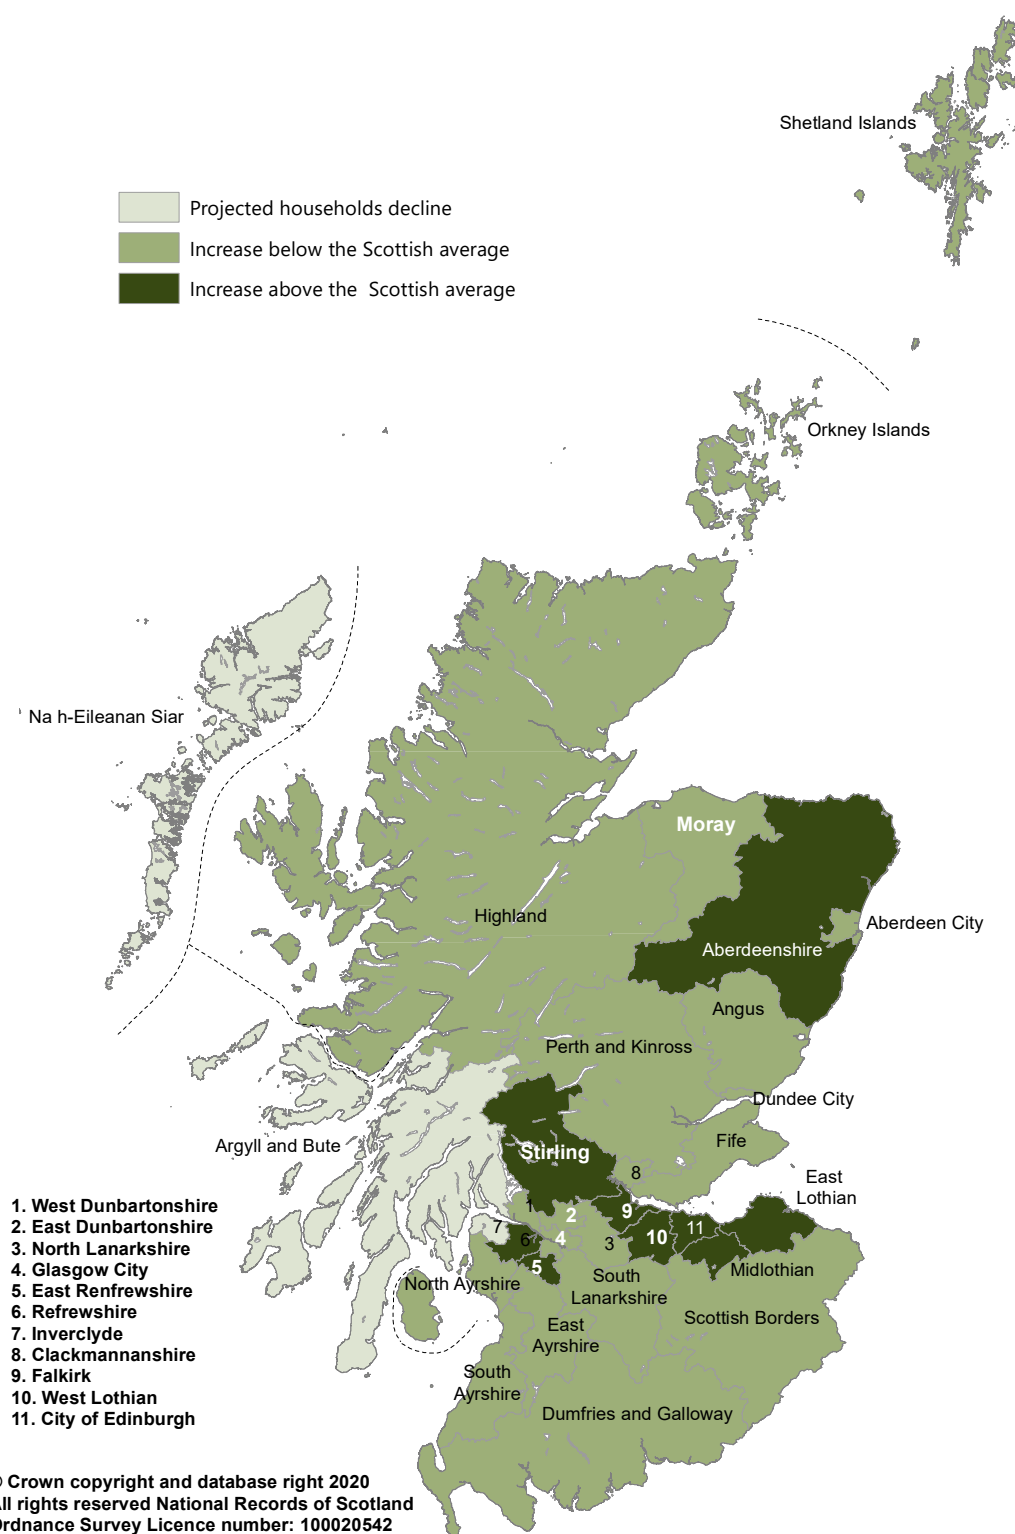 Shetland Islands
Projected households decline
Increase below the Scottish average
Increase above the Scottish average
Orkney Islands
Na h-Eileanan Siar
Moray
Highland
Aberdeen City
Aberdeenshire
Angus
Perth and Kinross
Dundee City
Fife
Argyll and Bute
Stirling
8
East
Lothian
1
2
9
7
6
4
3
10
11
5
North Ayrshire
South
Lanarkshire
Midlothian
Scottish Borders
East
Ayrshire
South
Ayrshire
Dumfries and Galloway
1. West Dunbartonshire
2. East Dunbartonshire
3. North Lanarkshire
4. Glasgow City
5. East Renfrewshire
6. Refrewshire
7. Inverclyde
8. Clackmannanshire
9. Falkirk
10. West Lothian
11. City of Edinburgh
© Crown copyright and database right 2020
All rights reserved National Records of Scotland
Ordnance Survey Licence number: 100020542